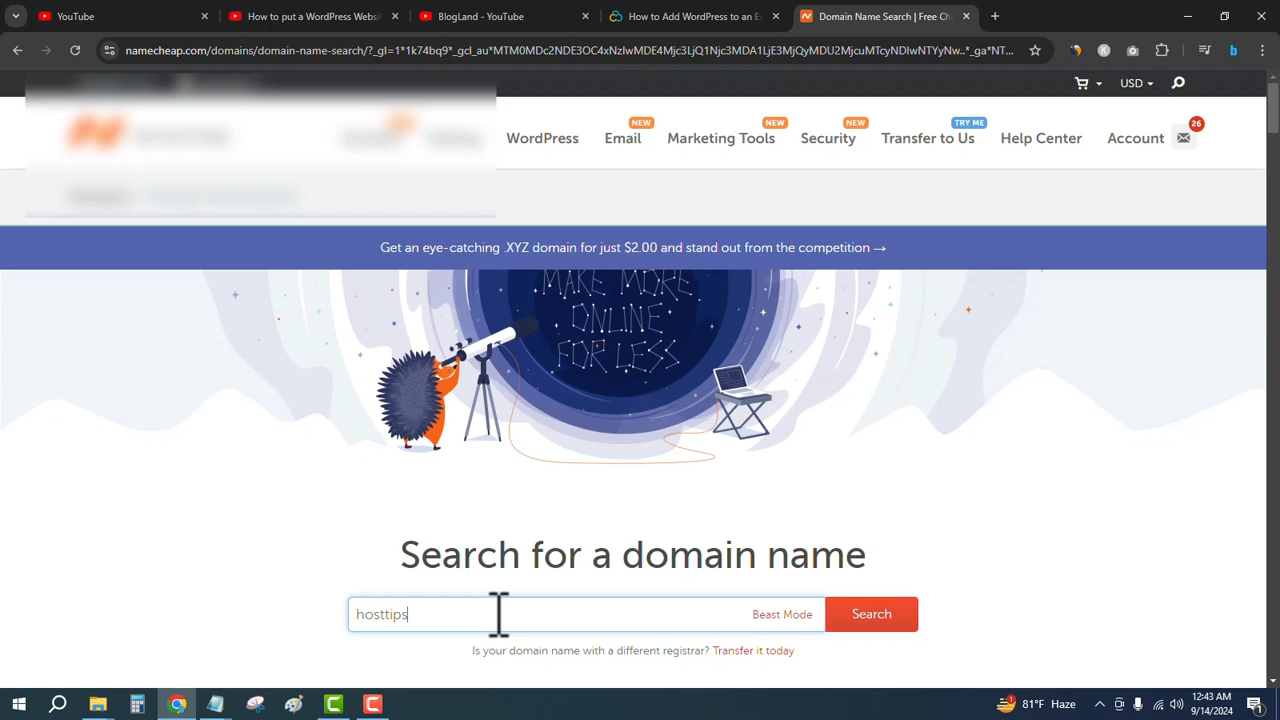 YouTube
How to put a WordPress Websi
BlogLand - YouTube
How to Add WordPress to an E
Domain Name Search | Free Ch
namecheap.com/domains/domain-name-search/?_gl=1*1k74bq9*_gcl_au*MTM0MDc2NDE3OC4xNzIwMDE4Mjc3LjQ1Njc3MDA1LjE3MjQyMDU2MjcuMTcyNDIwNTYyNw..*_ga*NT...
USD
NEW NEW NEW TRY ME 26
WordPress Email Marketing Tools Security Transfer to Us Help Center Account
Get an eye-catching .XYZ domain for just $2.00 and stand out from the competition →
MAKE MORE
ONLINE
FOR LESS
Search for a domain name
hosttips Beast Mode Search
Is your domain name with a different registrar? Transfer it today
81°F Haze
12:43 AM
9/14/2024